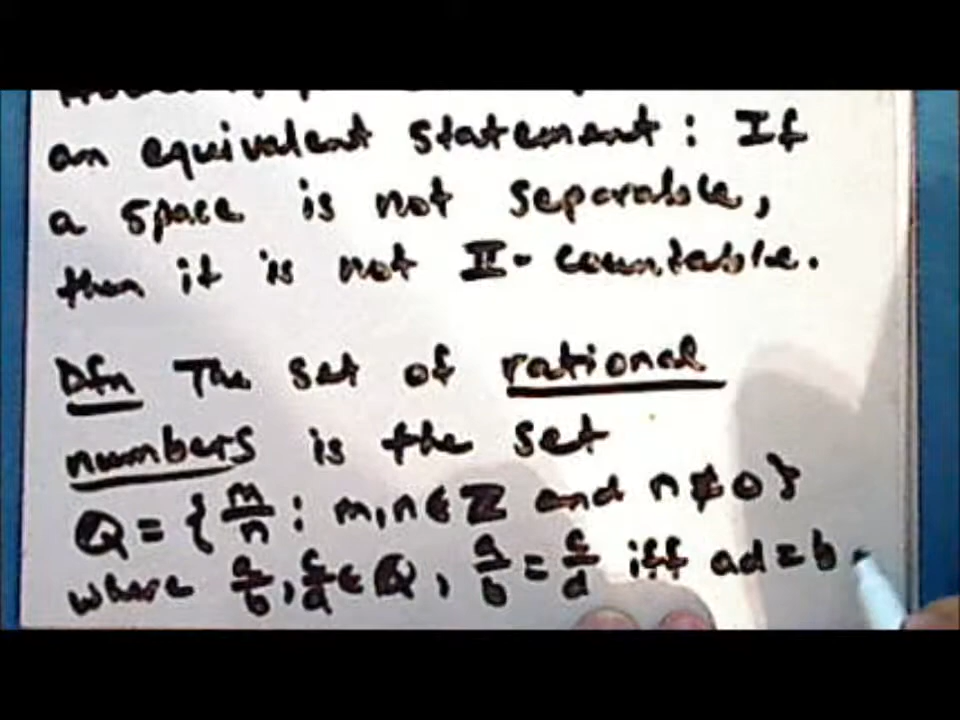 an equivalent statement: If
a space is not separable,
then it is not II-countable.
Dfn The set of rational
numbers is the set
Q = { m/n : m,n ∈ ℤ and n ≠ 0 }
where a/b, c/d ∈ Q, a/b = c/d iff ad = b